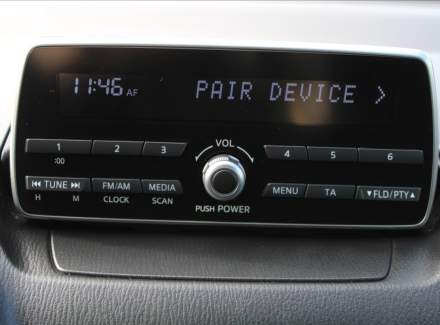 11:46 AF PAIR DEVICE >
1 2 3 VOL 4 5 6
:00
⏮ TUNE ⏭ FM/AM MEDIA MENU TA ▼FLD/PTY▲
H M CLOCK SCAN PUSH POWER